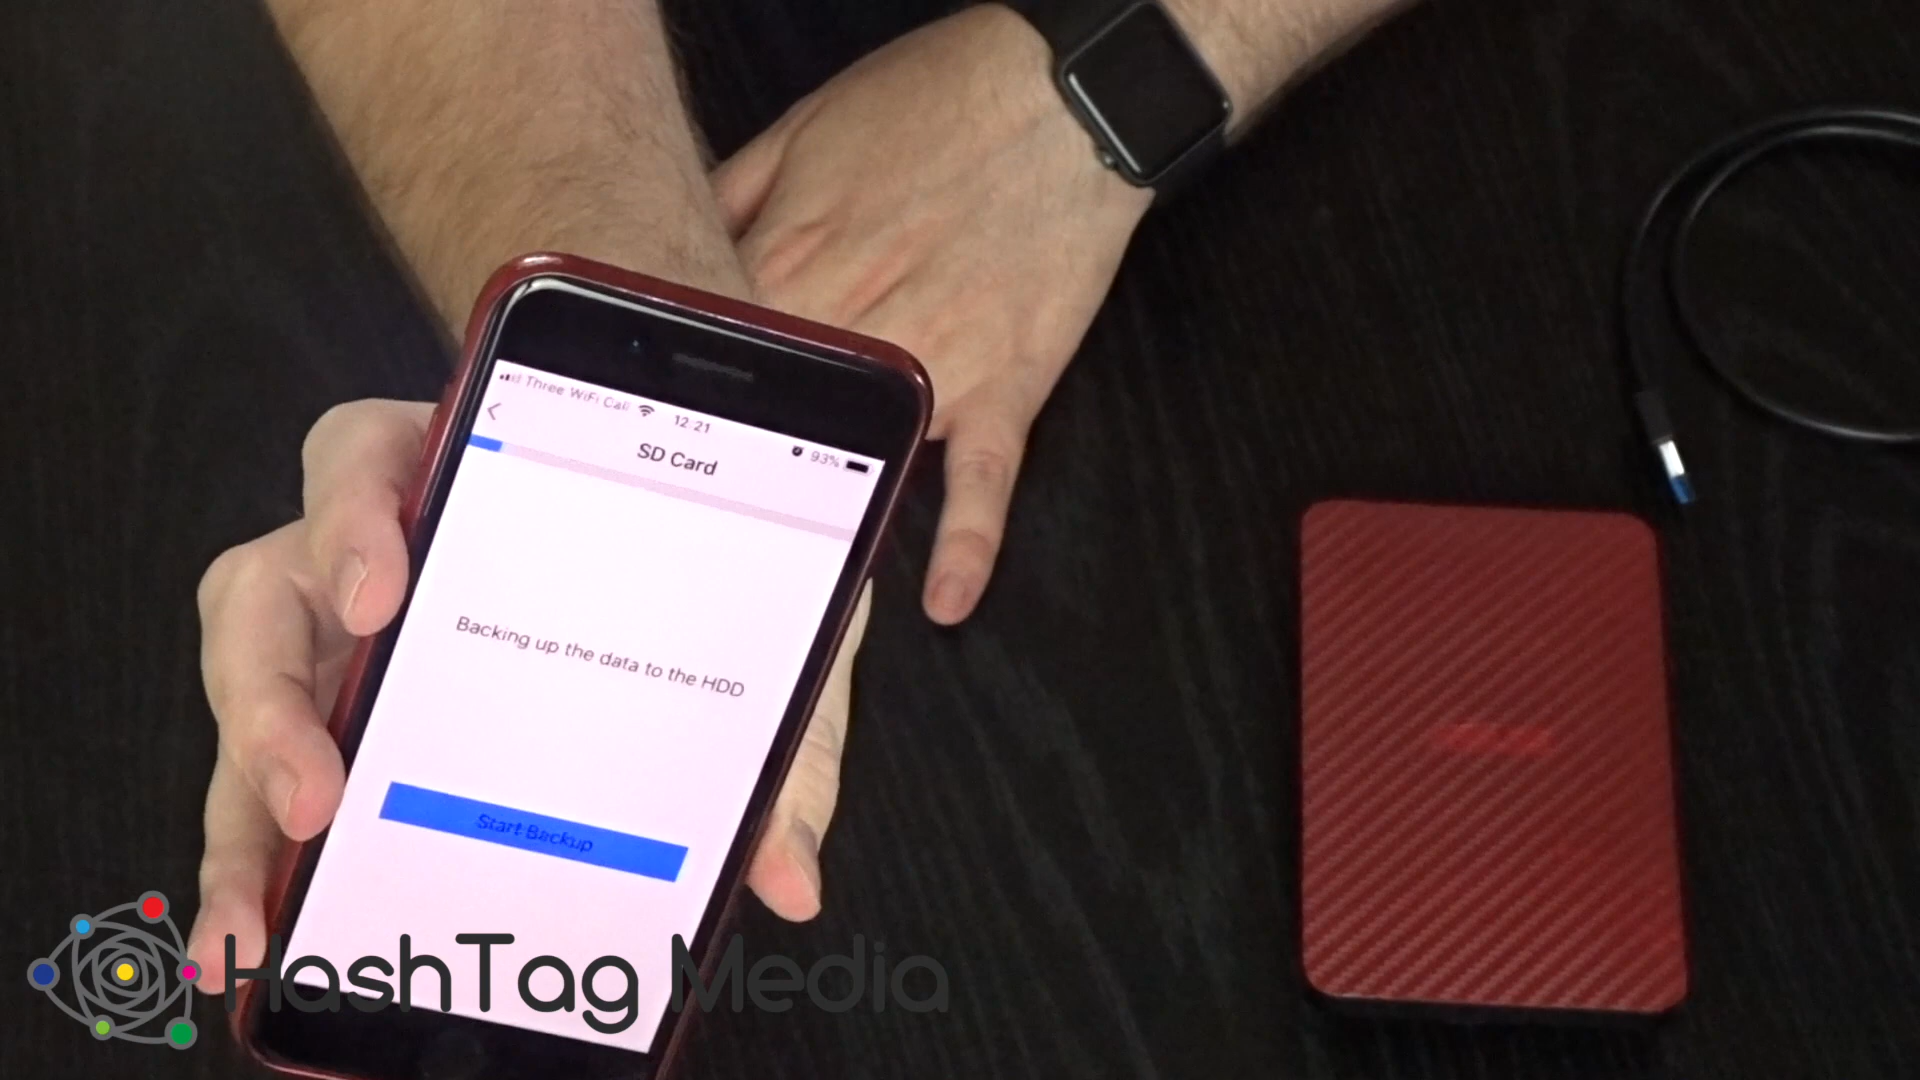 Three WiFi Call 12:21 93%
SD Card
Backing up the data to the HDD
Start Backup
HashTag Media